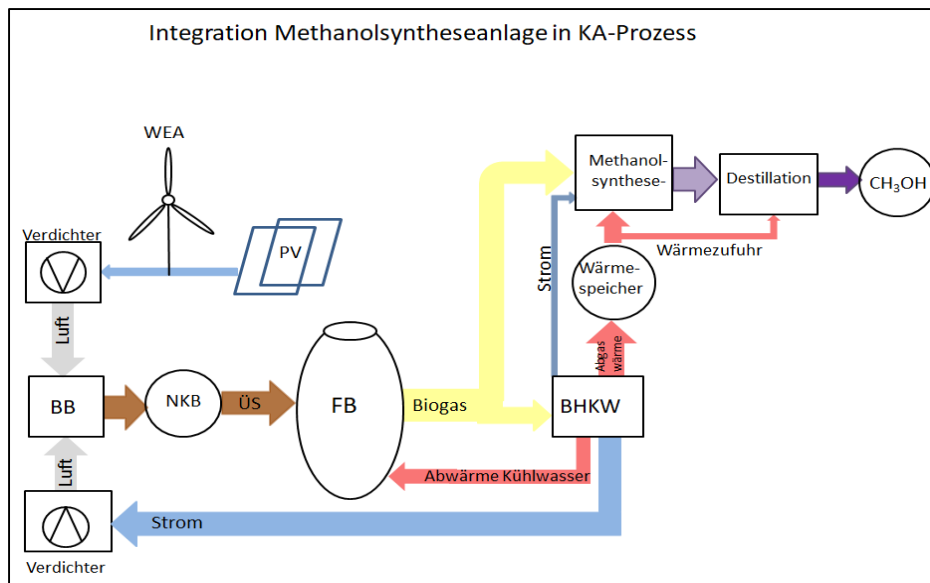 Integration Methanolsyntheseanlage in KA-Prozess
WEA
Verdichter
PV
Methanol-
synthese-
Destillation
CH₃OH
Strom
Wärmezufuhr
Wärme-
speicher
Luft
Abgas
wärme
BB
NKB
ÜS
FB
Biogas
BHKW
Luft
Abwärme Kühlwasser
Strom
Verdichter